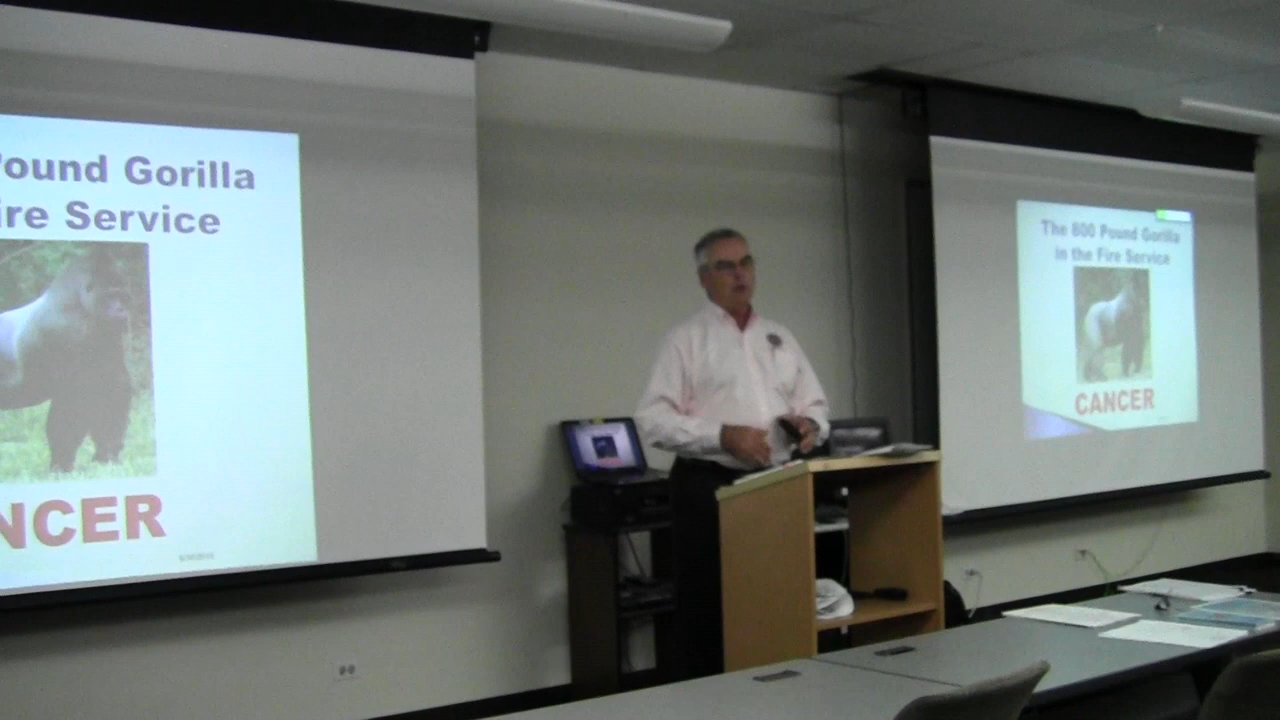 Pound Gorilla
ire Service
NCER
The 800 Pound Gorilla
in the Fire Service
CANCER